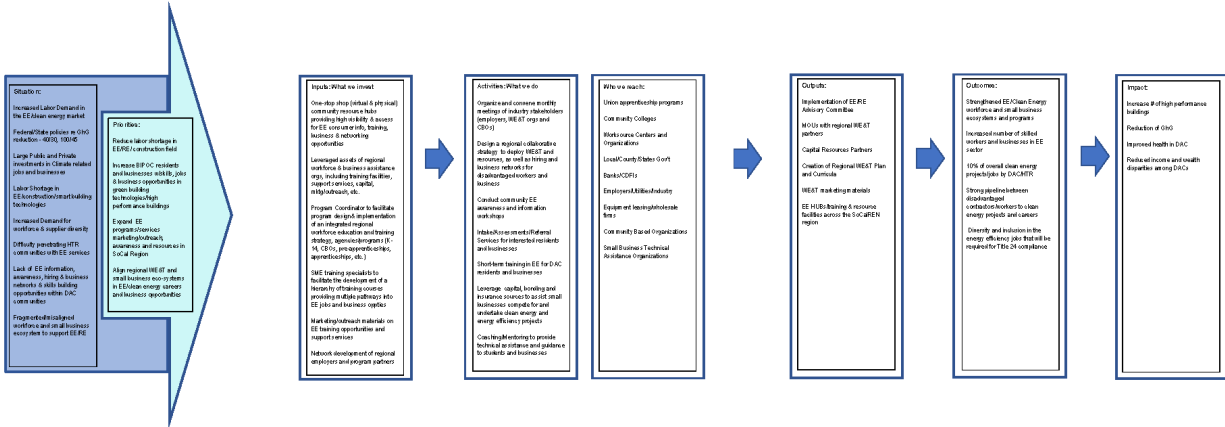 Situation:
Increased Labor Demand in
the EE/clean energy market
Federal/State policies re GhG
reduction - 40/30, 100/45
Large Public and Private
investments in Climate related
jobs and businesses
Labor Shortage in
EE/construction/smart building
technologies
Increased Demand for
workforce & supplier diversity
Difficulty penetrating HTR
communities with EE services
Lack of EE information,
awareness, hiring & business
networks & skills building
opportunities within DAC
communities
Fragmented/misaligned
workforce and small business
ecosystem to support EE/RE
Priorities:
Reduce labor shortage in
EE/RE/ construction field
Increase BIPOC residents
and businesses w/skills, jobs
& business opportunities in
green building
technologies/high
performance buildings
Expand EE
programs/services
marketing/outreach,
awareness and resources in
SoCal Region
Align regional WE&T and
small business eco-systems
in EE/clean energy careers
and business opportunities
Inputs: What we invest
One-stop shop (virtual & physical)
community resource hubs
providing high visibility & access
for EE consumer info, training,
business & networking
opportunities
Leveraged assets of regional
workforce & business assistance
orgs, including training facilities,
support services, capital,
mktg/outreach, etc.
Program Coordinator to facilitate
program design & implementation
of an integrated regional
workforce education and training
strategy, agencies/programs (K-
14, CBOs, pre-apprenticeships,
apprenticeships, etc.)
SME training specialists to
facilitate the development of a
hierarchy of training courses
providing multiple pathways into
EE jobs and business oppties
Marketing/outreach materials on
EE training opportunities and
support services
Network development of regional
employers and program partners
Activities: What we do
Organize and convene monthly
meetings of industry stakeholders
(employers, WE&T orgs and
CBOs)
Design a regional collaborative
strategy to deploy WE&T and
resources, as well as hiring and
business networks for
disadvantaged workers and
business
Conduct community EE
awareness and information
workshops
Intake/Assessments/Referral
Services for interested residents
and businesses
Short-term training in EE for DAC
residents and businesses
Leverage capital, bonding and
insurance sources to assist small
businesses compete for and
undertake clean energy and
energy efficiency projects
Coaching/Mentoring to provide
technical assistance and guidance
to students and businesses
Who we reach:
Union apprenticeship programs
Community Colleges
Worksource Centers and
Organizations
Local/County/States Gov't
Banks/CDFIs
Employers/Utilities/Industry
Equipment leasing/wholesale
firms
Community Based Organizations
Small Business Technical
Assistance Organizations
Outputs:
Implementation of EE/RE
Advisory Committee
MOUs with regional WE&T
partners
Capital Resources Partners
Creation of Regional WE&T Plan
and Curricula
WE&T marketing materials
EE HUBs/training & resource
facilities across the SoCalREN
region
Outcomes:
Strengthened EE/Clean Energy
workforce and small business
ecosystems and programs
Increased number of skilled
workers and businesses in EE
sector
10% of overall clean energy
projects/jobs by DAC/HTR
Strong pipeline between
disadvantaged
contractors/workers to clean
energy projects and careers
Diversity and inclusion in the
energy efficiency jobs that will be
required for Title 24 compliance
Impact:
Increase # of high performance
buildings
Reduction of GhG
Improved health in DAC
Reduced income and wealth
disparities among DACs